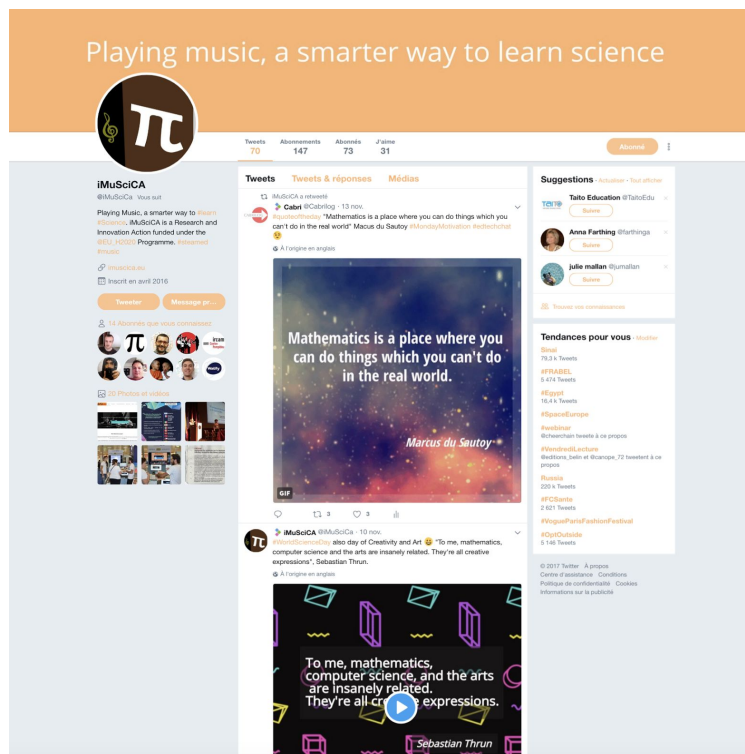 Playing music, a smarter way to learn science
Tweets
70
Abonnements
147
Abonnés
73
J'aime
31
Abonné
iMuSciCA
@iMuSciCA Vous suit
Playing Music, a smarter way to #learn
#Science. iMuSciCA is a Research and
Innovation Action funded under the
@EU_H2020 Programme. #steamed
#music
imuscica.eu
Inscrit en avril 2016
Tweeter
Message pr...
14 Abonnés que vous connaissez
ircam
20 Photos et vidéos
Tweets
Tweets & réponses
Médias
iMuSciCA a retweeté
Cabri @Cabrilog · 13 nov.
#quoteoftheday "Mathematics is a place where you can do things which you
can't do in the real world" Macus du Sautoy #MondayMotivation #edtechchat
À l'origine en anglais
Mathematics is a place where you
can do things which you can't do
in the real world.
Marcus du Sautoy
GIF
3
3
iMuSciCA @iMuSciCa · 10 nov.
#WorldScienceDay also day of Creativity and Art "To me, mathematics,
computer science and the arts are insanely related. They're all creative
expressions", Sebastian Thrun.
À l'origine en anglais
To me, mathematics,
computer science, and the arts
are insanely related.
They're all creative expressions.
Sebastian Thrun
Suggestions · Actualiser · Tout afficher
Taito Education @TaitoEdu
Suivre
Anna Farthing @farthinga
Suivre
julie mallan @jumallan
Suivre
Trouvez vos connaissances
Tendances pour vous · Modifier
Sinai
79,3 k Tweets
#FRABEL
5 474 Tweets
#Egypt
16,4 k Tweets
#SpaceEurope
#webinar
@cheerchain tweete à ce propos
#VendrediLecture
@editions_belin et @canope_72 tweetent à ce
propos
Russia
220 k Tweets
#FCSante
2 621 Tweets
#VogueParisFashionFestival
#OptOutside
5 146 Tweets
© 2017 Twitter À propos
Centre d'assistance Conditions
Politique de confidentialité Cookies
Informations sur la publicité